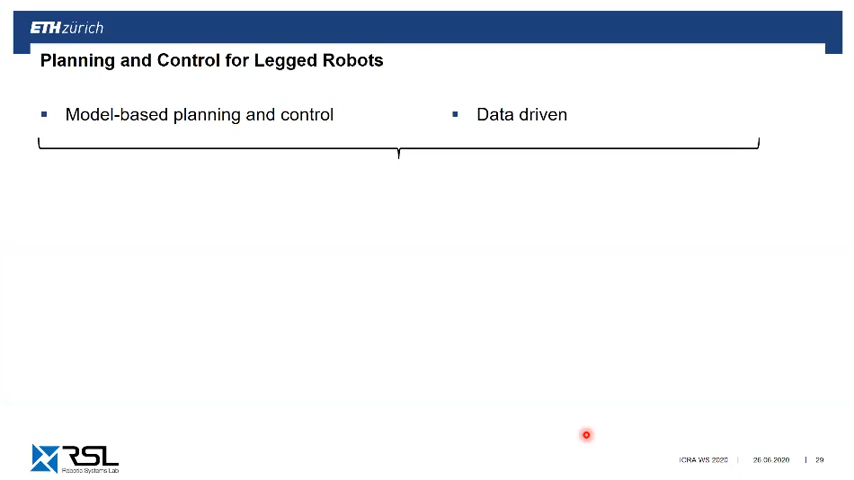 ETH zürich
Planning and Control for Legged Robots
▪ Model-based planning and control
▪ Data driven
RSL
Robotic Systems Lab
ICRA WS 2020 | 26.06.2020 | 29